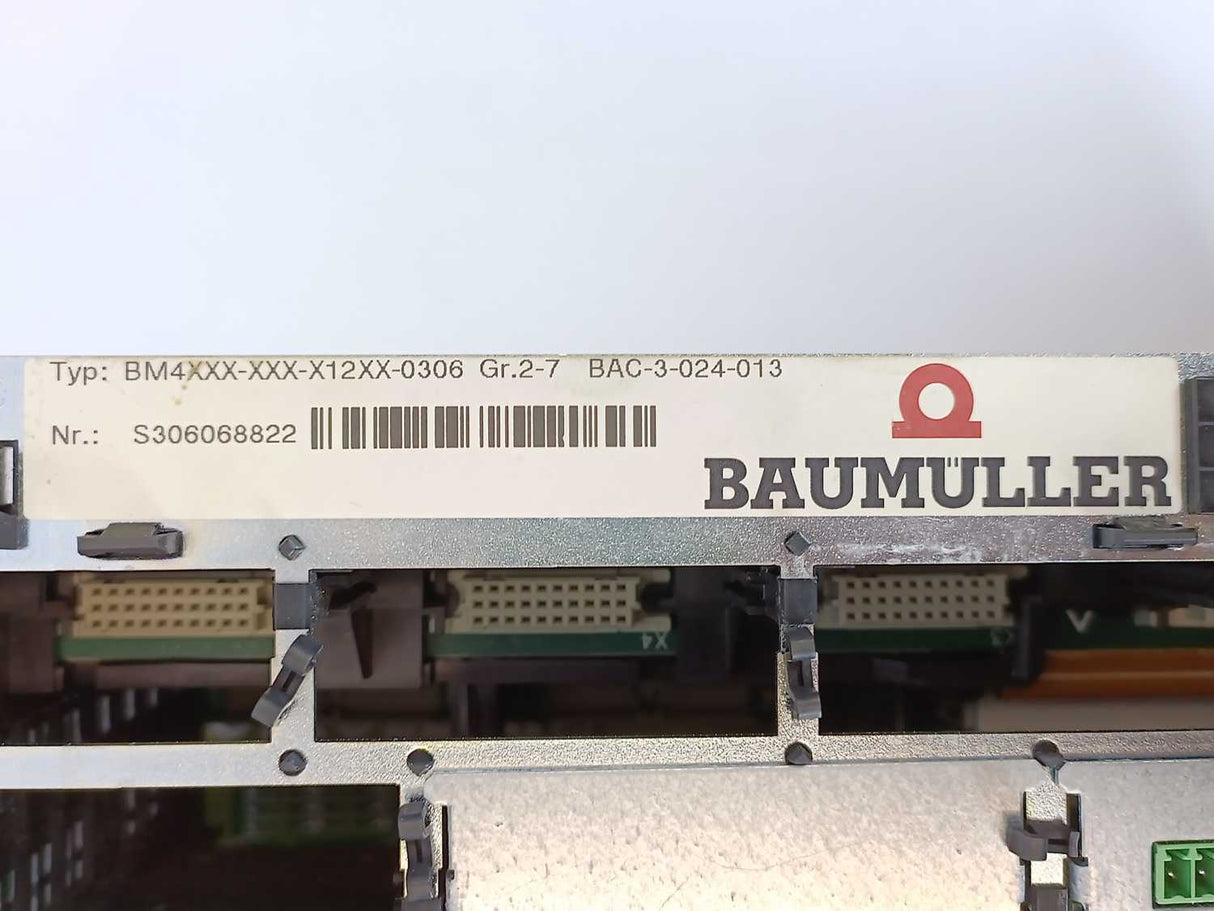 Typ: BM4XXX-XXX-X12XX-0306 Gr.2-7 BAC-3-024-013
Nr.: S306068822
BAUMÜLLER
X4